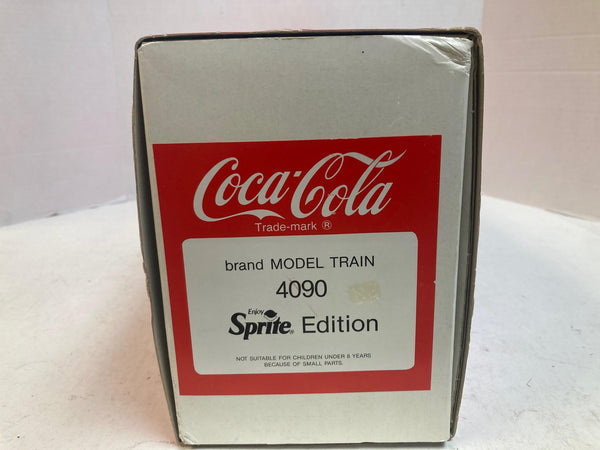 Coca-Cola
Trade-mark ®
brand MODEL TRAIN
4090
Enjoy
Sprite® Edition
NOT SUITABLE FOR CHILDREN UNDER 8 YEARS
BECAUSE OF SMALL PARTS.